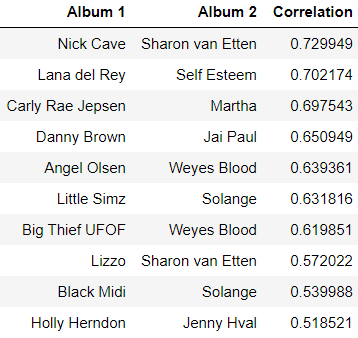 Album 1 Album 2 Correlation
Nick Cave Sharon van Etten 0.729949
Lana del Rey Self Esteem 0.702174
Carly Rae Jepsen Martha 0.697543
Danny Brown Jai Paul 0.650949
Angel Olsen Weyes Blood 0.639361
Little Simz Solange 0.631816
Big Thief UFOF Weyes Blood 0.619851
Lizzo Sharon van Etten 0.572022
Black Midi Solange 0.539988
Holly Herndon Jenny Hval 0.518521